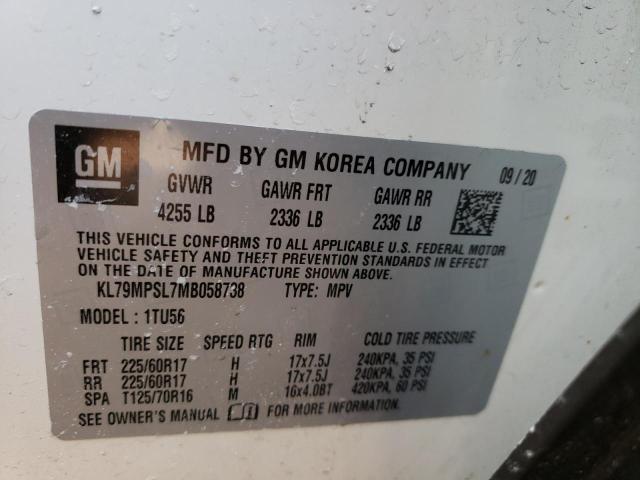 GM MFD BY GM KOREA COMPANY 09/20
GVWR GAWR FRT GAWR RR
4255 LB 2336 LB 2336 LB
THIS VEHICLE CONFORMS TO ALL APPLICABLE U.S. FEDERAL MOTOR
VEHICLE SAFETY AND THEFT PREVENTION STANDARDS IN EFFECT
ON THE DATE OF MANUFACTURE SHOWN ABOVE.
KL79MPSL7MB058738 TYPE: MPV
MODEL : 1TU56
TIRE SIZE SPEED RTG RIM COLD TIRE PRESSURE
FRT 225/60R17 H 17x7.5J 240KPA, 35 PSI
RR 225/60R17 H 17x7.5J 240KPA, 35 PSI
SPA T125/70R16 M 16x4.0BT 420KPA, 60 PSI
SEE OWNER'S MANUAL FOR MORE INFORMATION.